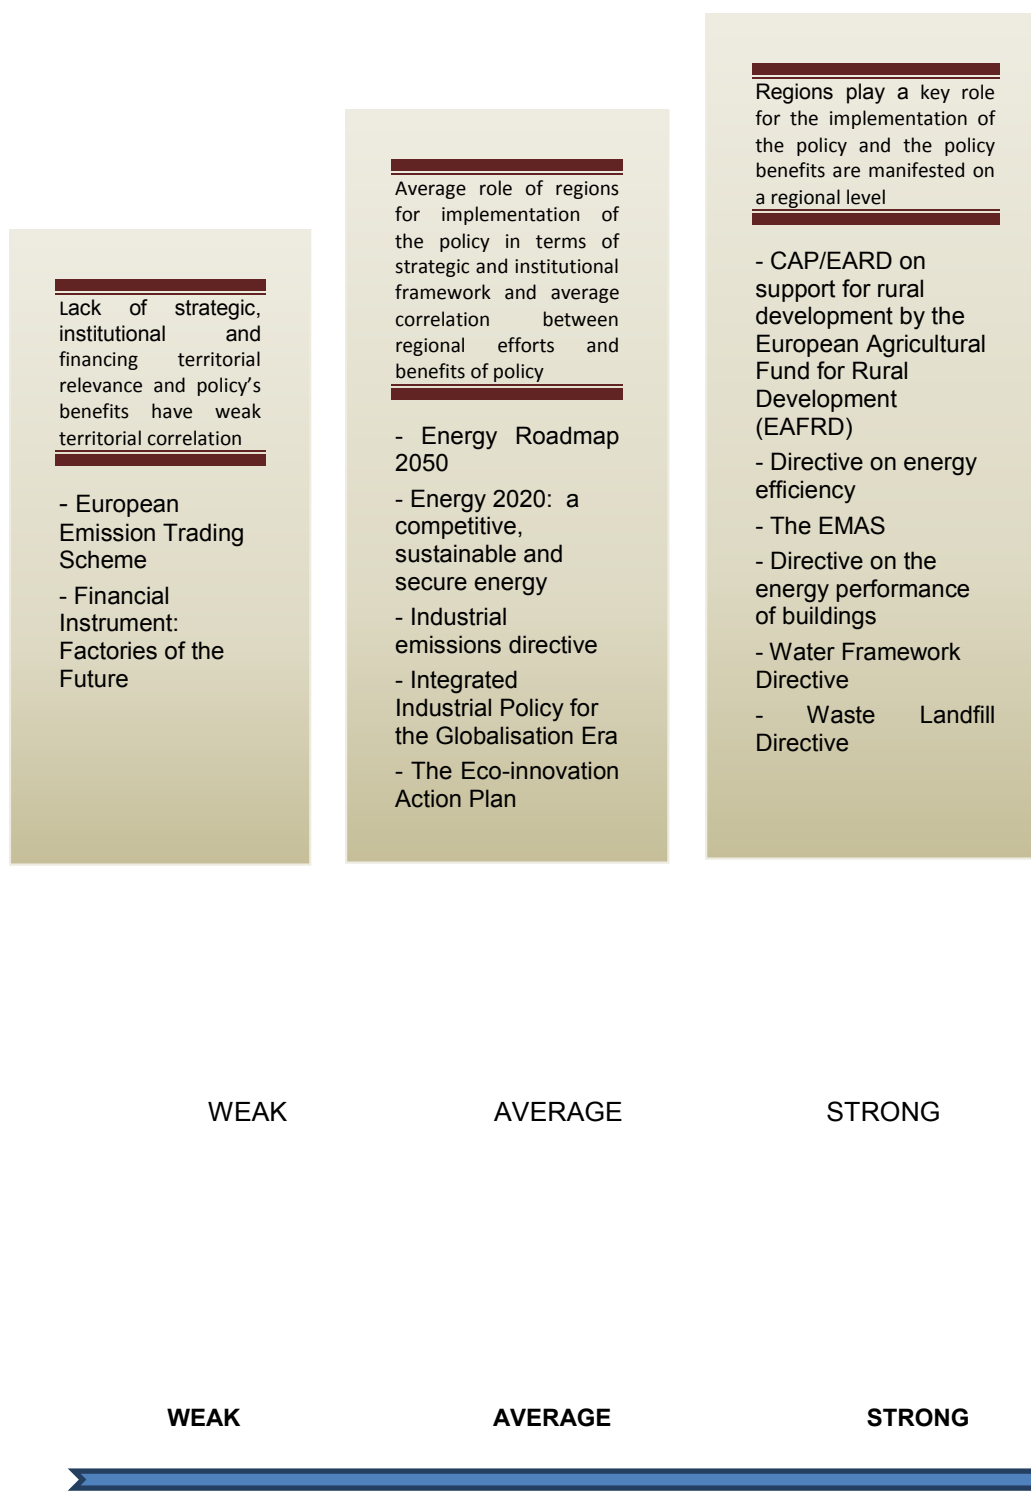 Lack of strategic,
institutional and
financing territorial
relevance and policy’s
benefits have weak
territorial correlation
- European
Emission Trading
Scheme
- Financial
Instrument:
Factories of the
Future
Average role of regions
for implementation of
the policy in terms of
strategic and institutional
framework and average
correlation between
regional efforts and
benefits of policy
- Energy Roadmap
2050
- Energy 2020: a
competitive,
sustainable and
secure energy
- Industrial
emissions directive
- Integrated
Industrial Policy for
the Globalisation Era
- The Eco-innovation
Action Plan
Regions play a key role
for the implementation of
the policy and the policy
benefits are manifested on
a regional level
- CAP/EARD on
support for rural
development by the
European Agricultural
Fund for Rural
Development
(EAFRD)
- Directive on energy
efficiency
- The EMAS
- Directive on the
energy performance
of buildings
- Water Framework
Directive
- Waste Landfill
Directive
WEAK AVERAGE STRONG
WEAK AVERAGE STRONG